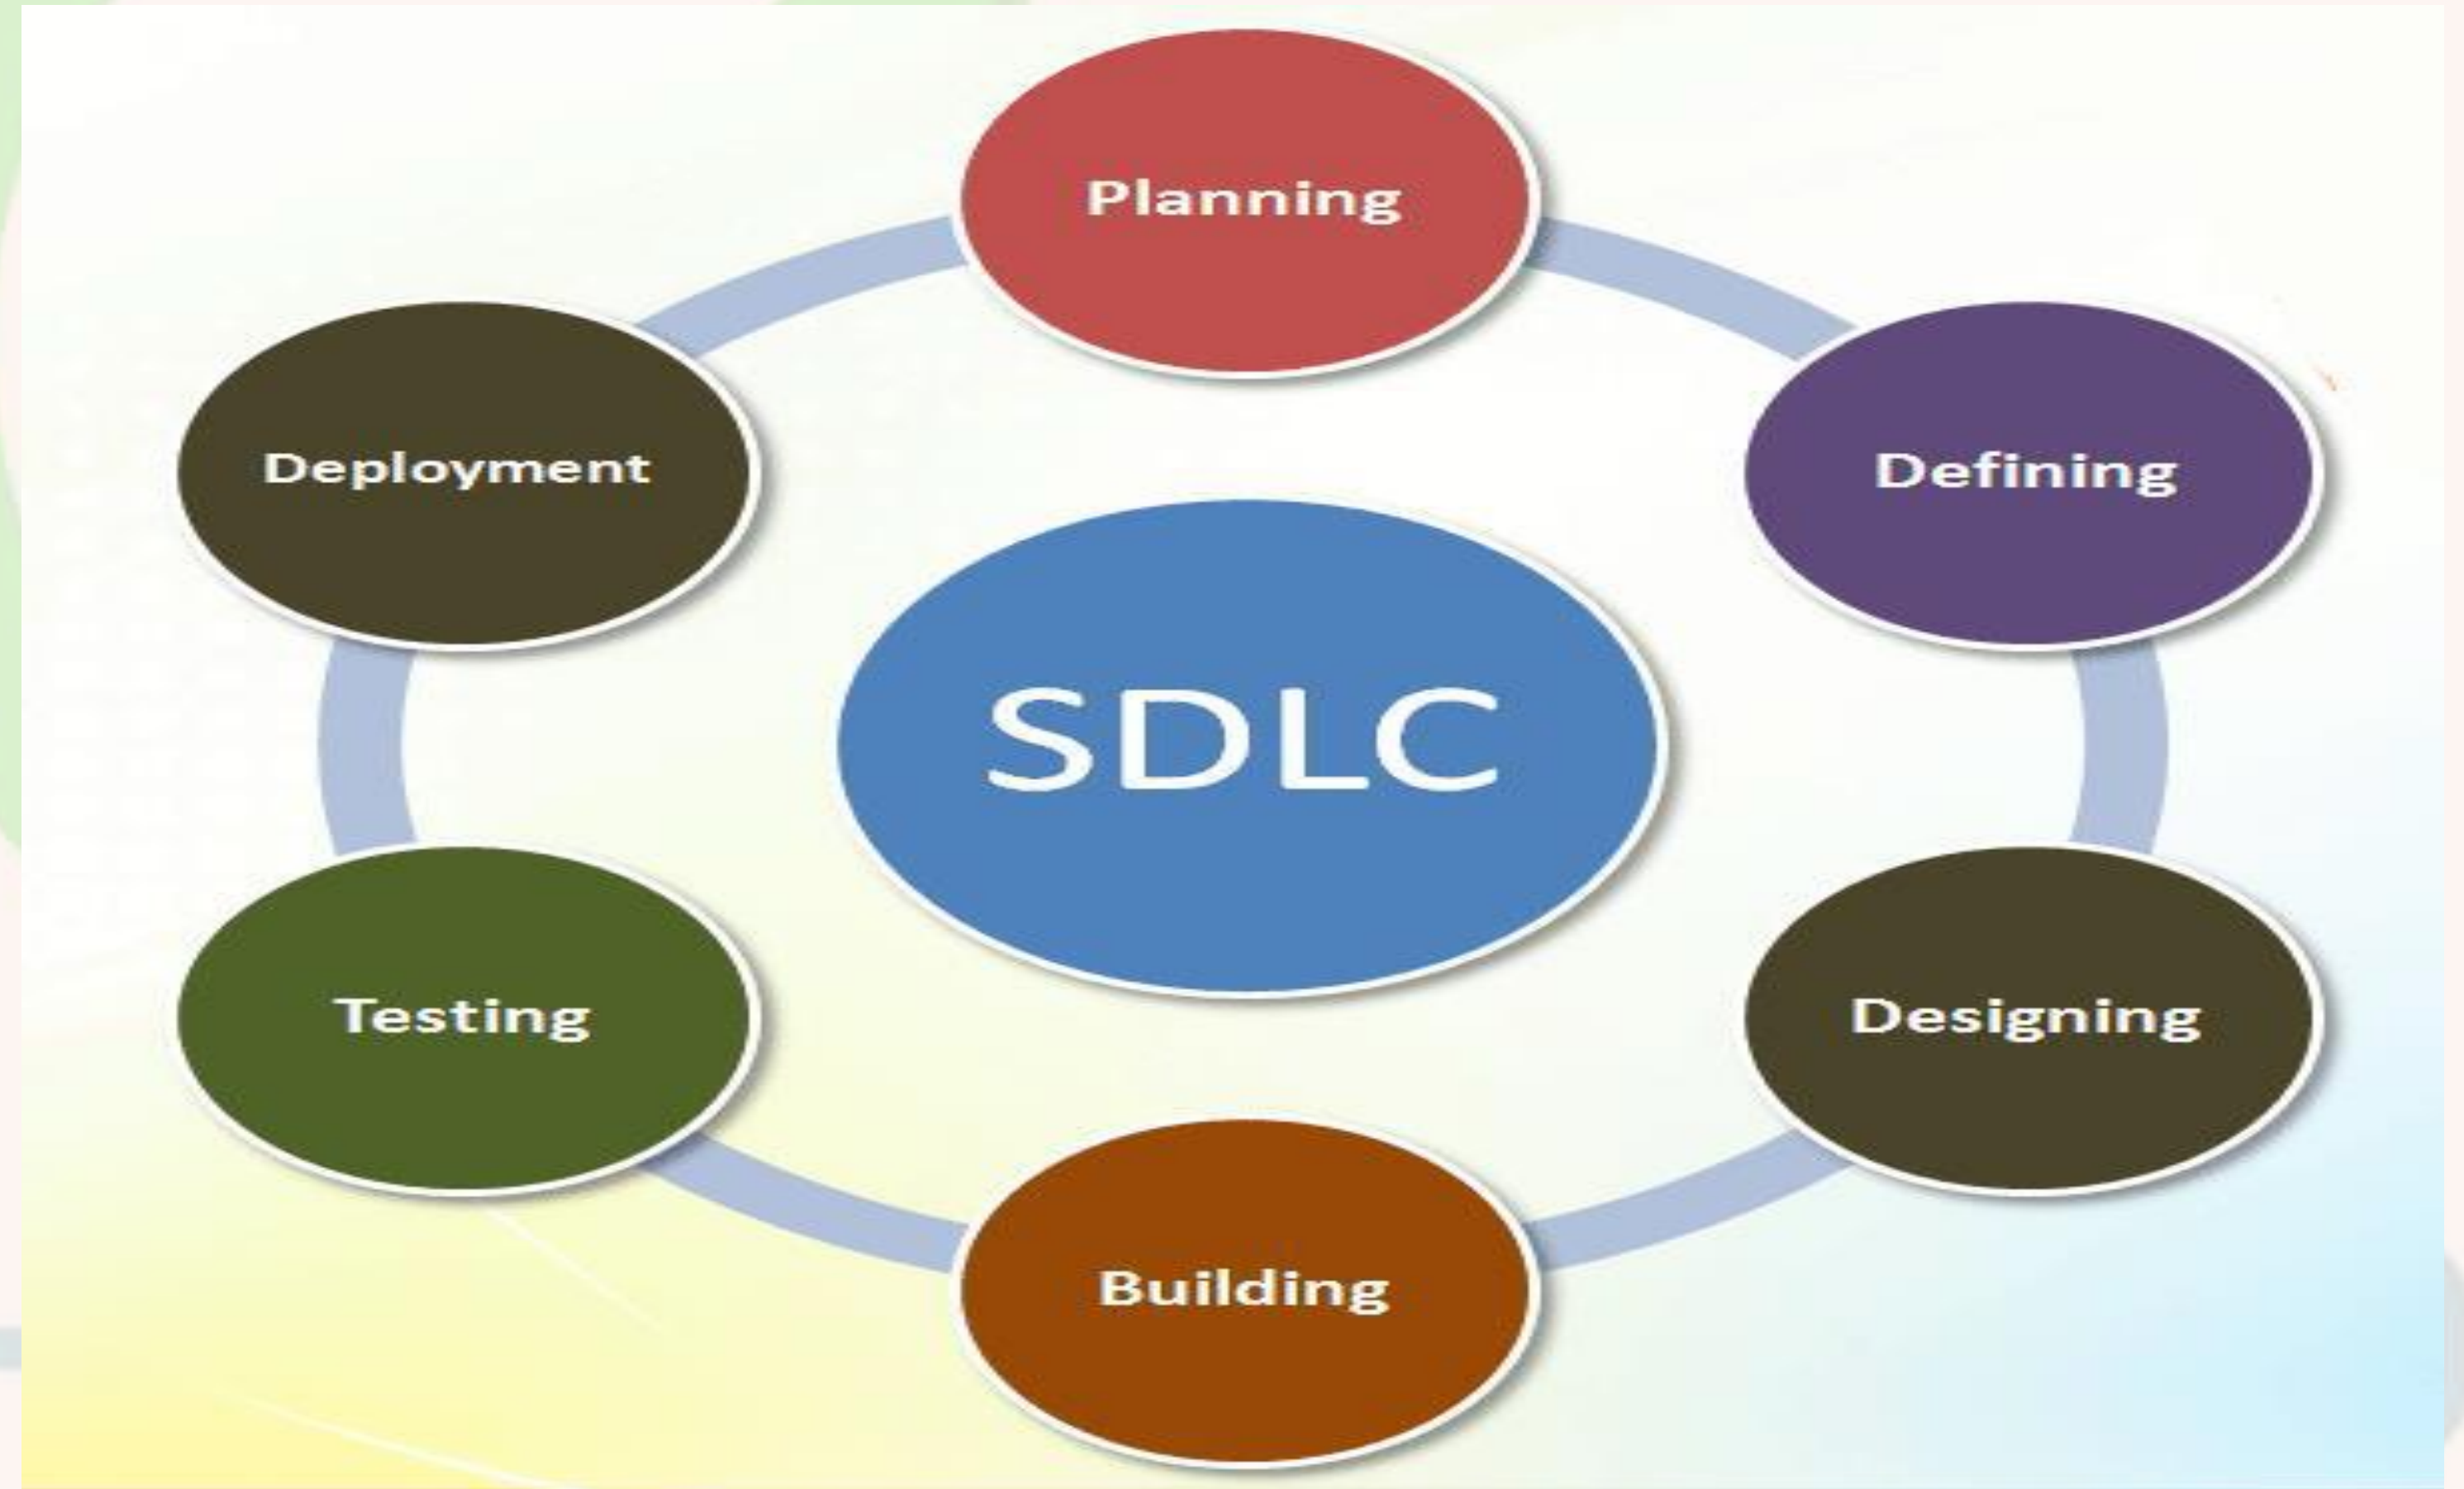 Planning
Defining
Designing
Building
Testing
Deployment
SDLC